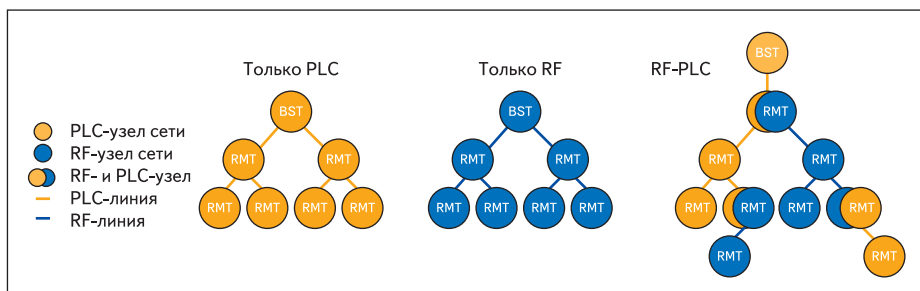 Только PLC
Только RF
RF-PLC
PLC-узел сети
RF-узел сети
RF- и PLC-узел
PLC-линия
RF-линия
BST
RMT
RMT
RMT
RMT
RMT
RMT
BST
RMT
RMT
RMT
RMT
RMT
RMT
BST
RMT
RMT
RMT
RMT
RMT
RMT
RMT
RMT
RMT